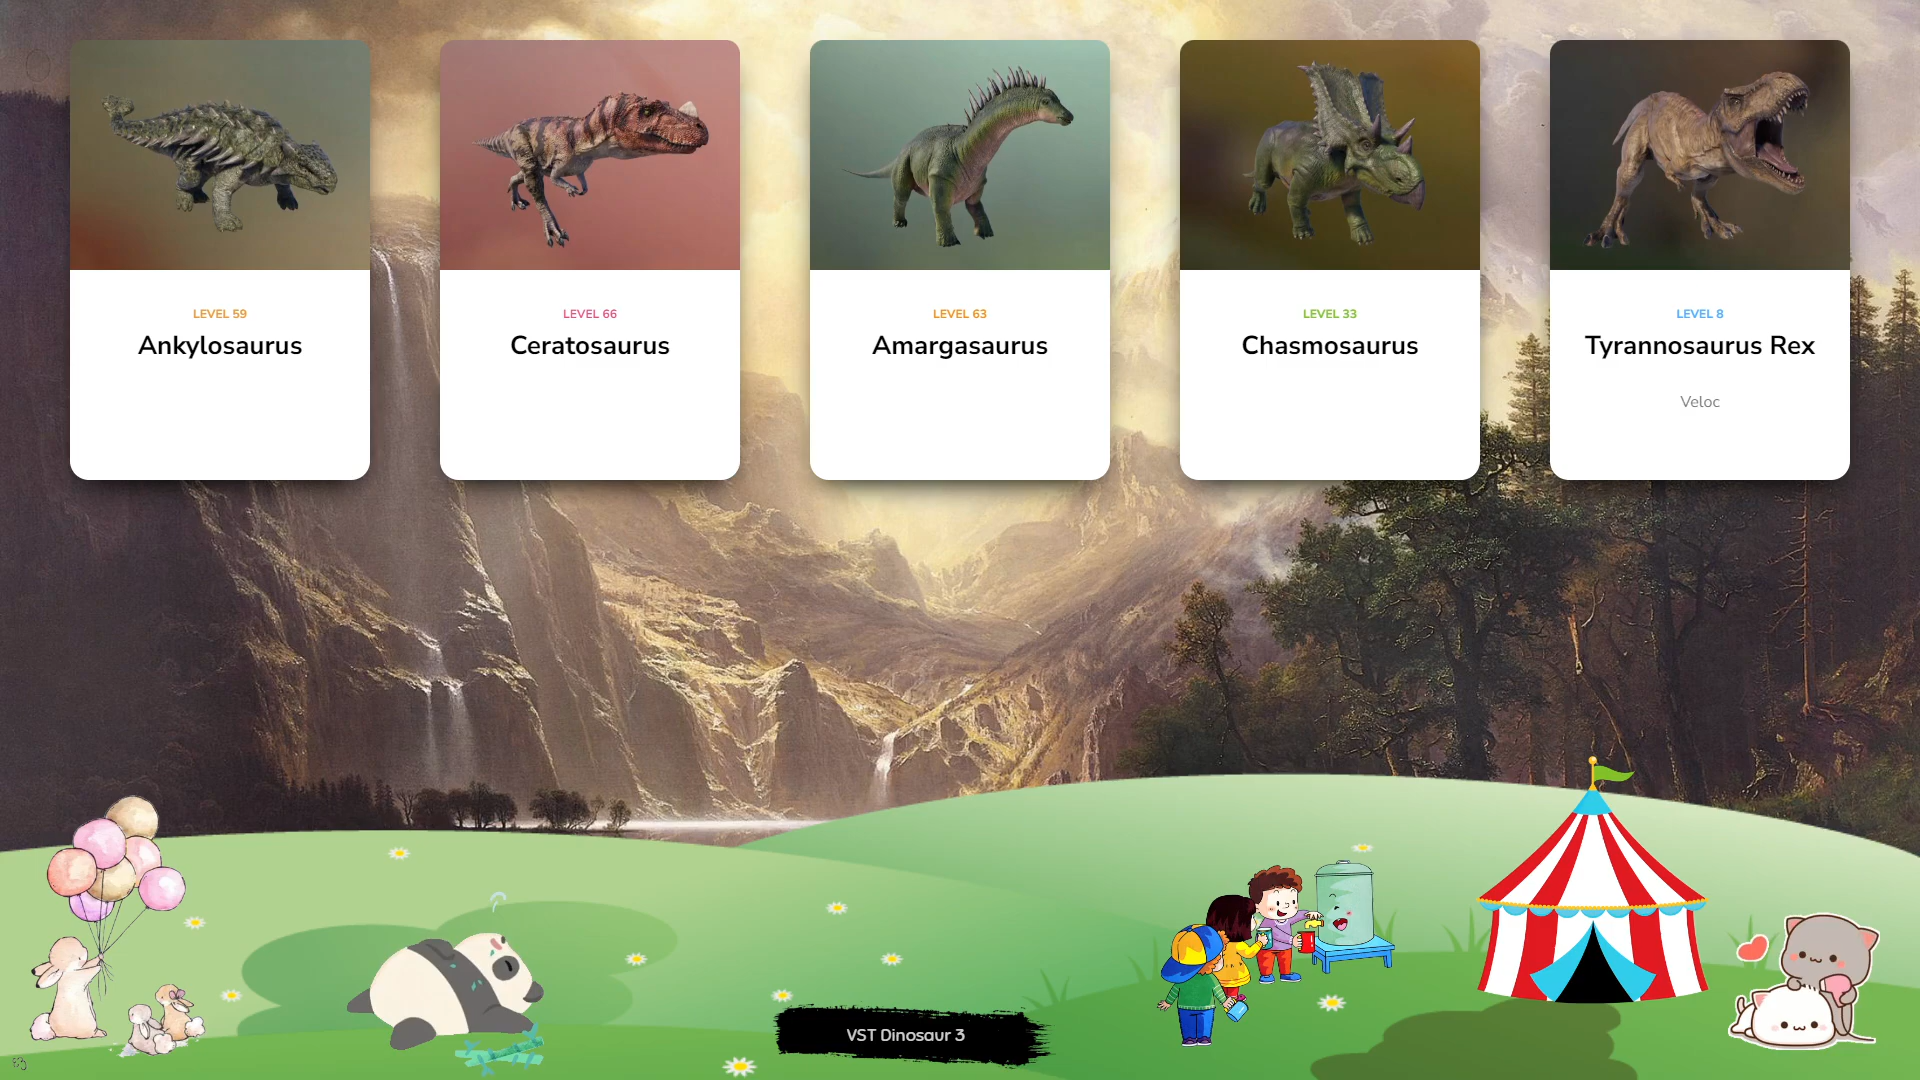 LEVEL 59
Ankylosaurus
LEVEL 66
Ceratosaurus
LEVEL 63
Amargasaurus
LEVEL 33
Chasmosaurus
LEVEL 8
Tyrannosaurus Rex
Veloc
VST Dinosaur 3